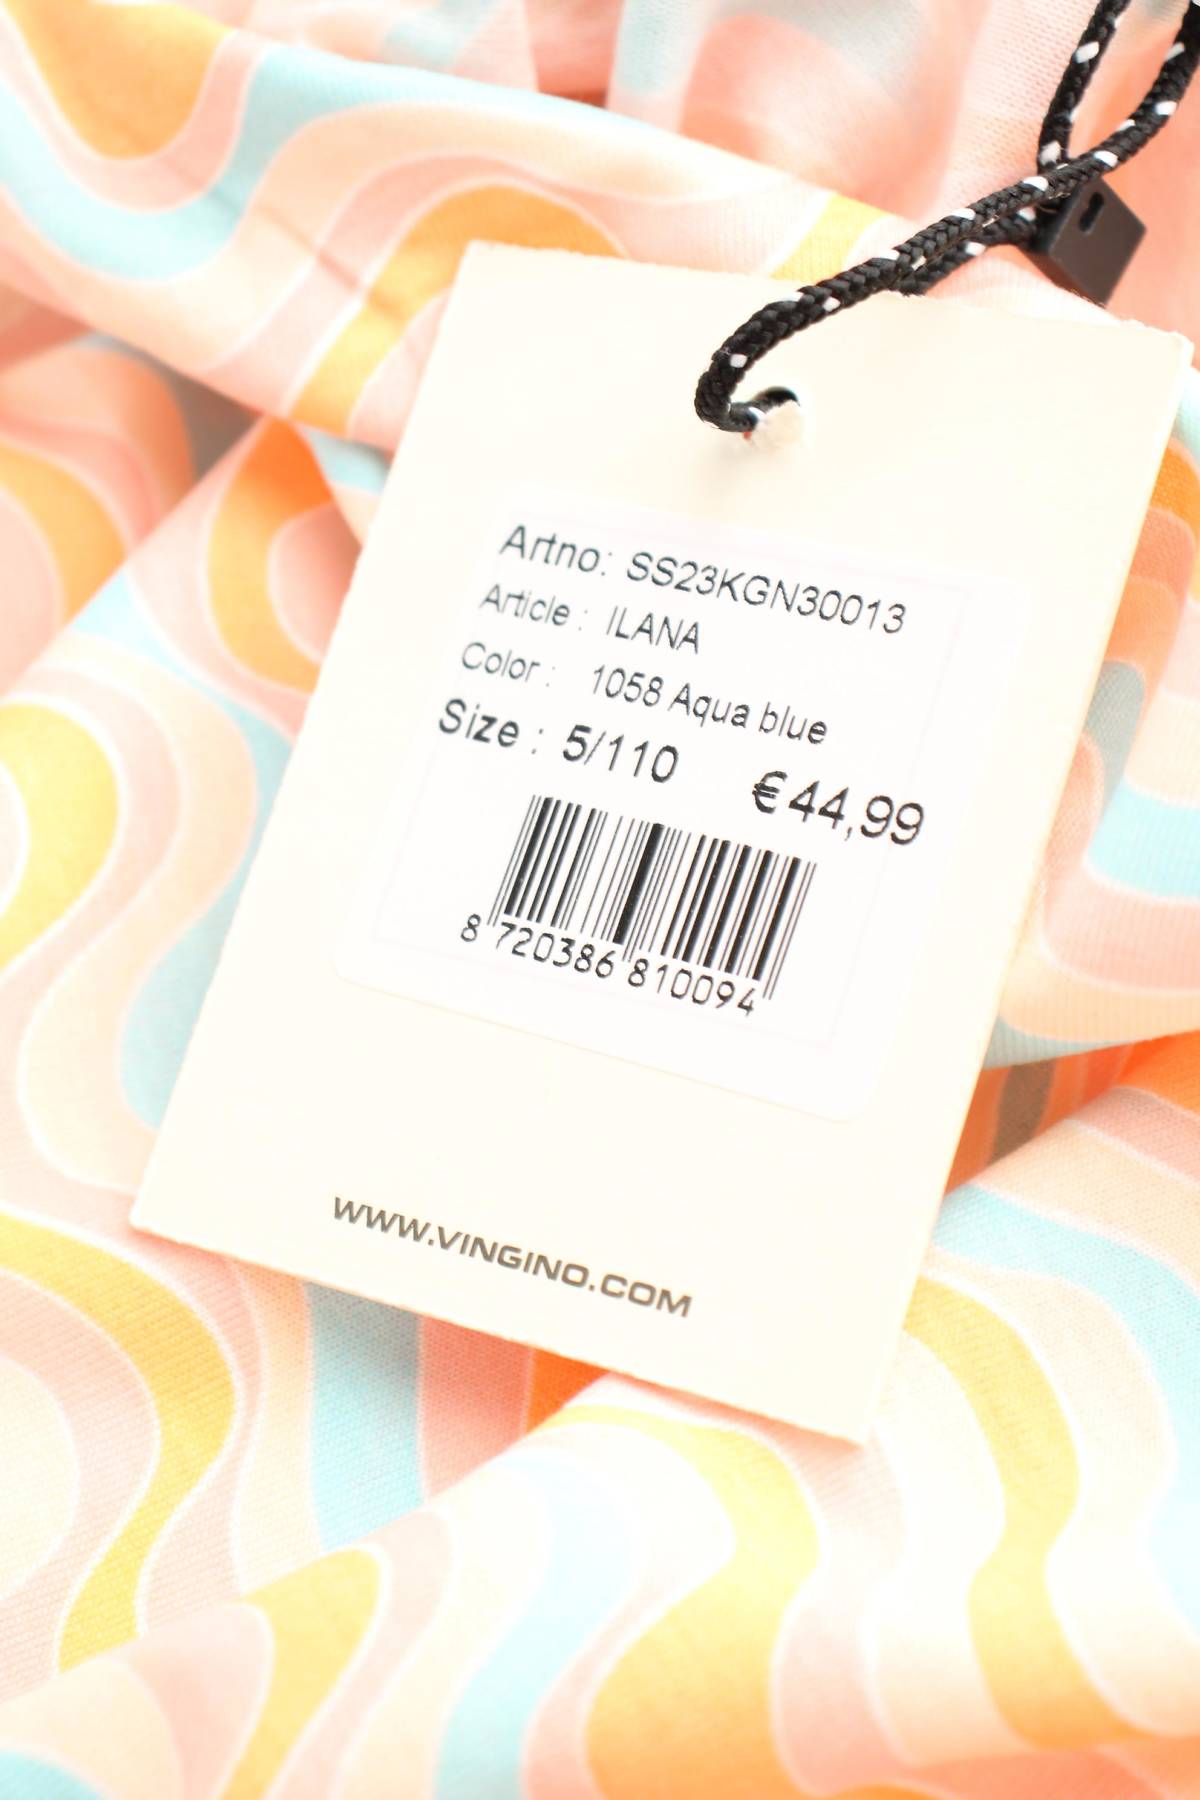 Artno: SS23KGN30013
Article : ILANA
Color : 1058 Aqua blue
Size : 5/110 €44,99
8 720386 810094
WWW.VINGINO.COM